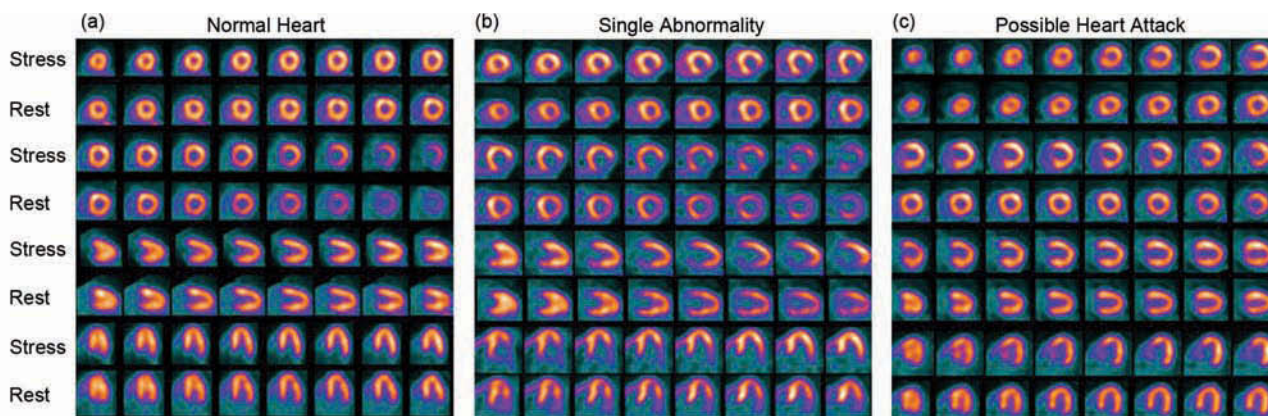 (a) Normal Heart
(b) Single Abnormality
(c) Possible Heart Attack
Stress
Rest
Stress
Rest
Stress
Rest
Stress
Rest